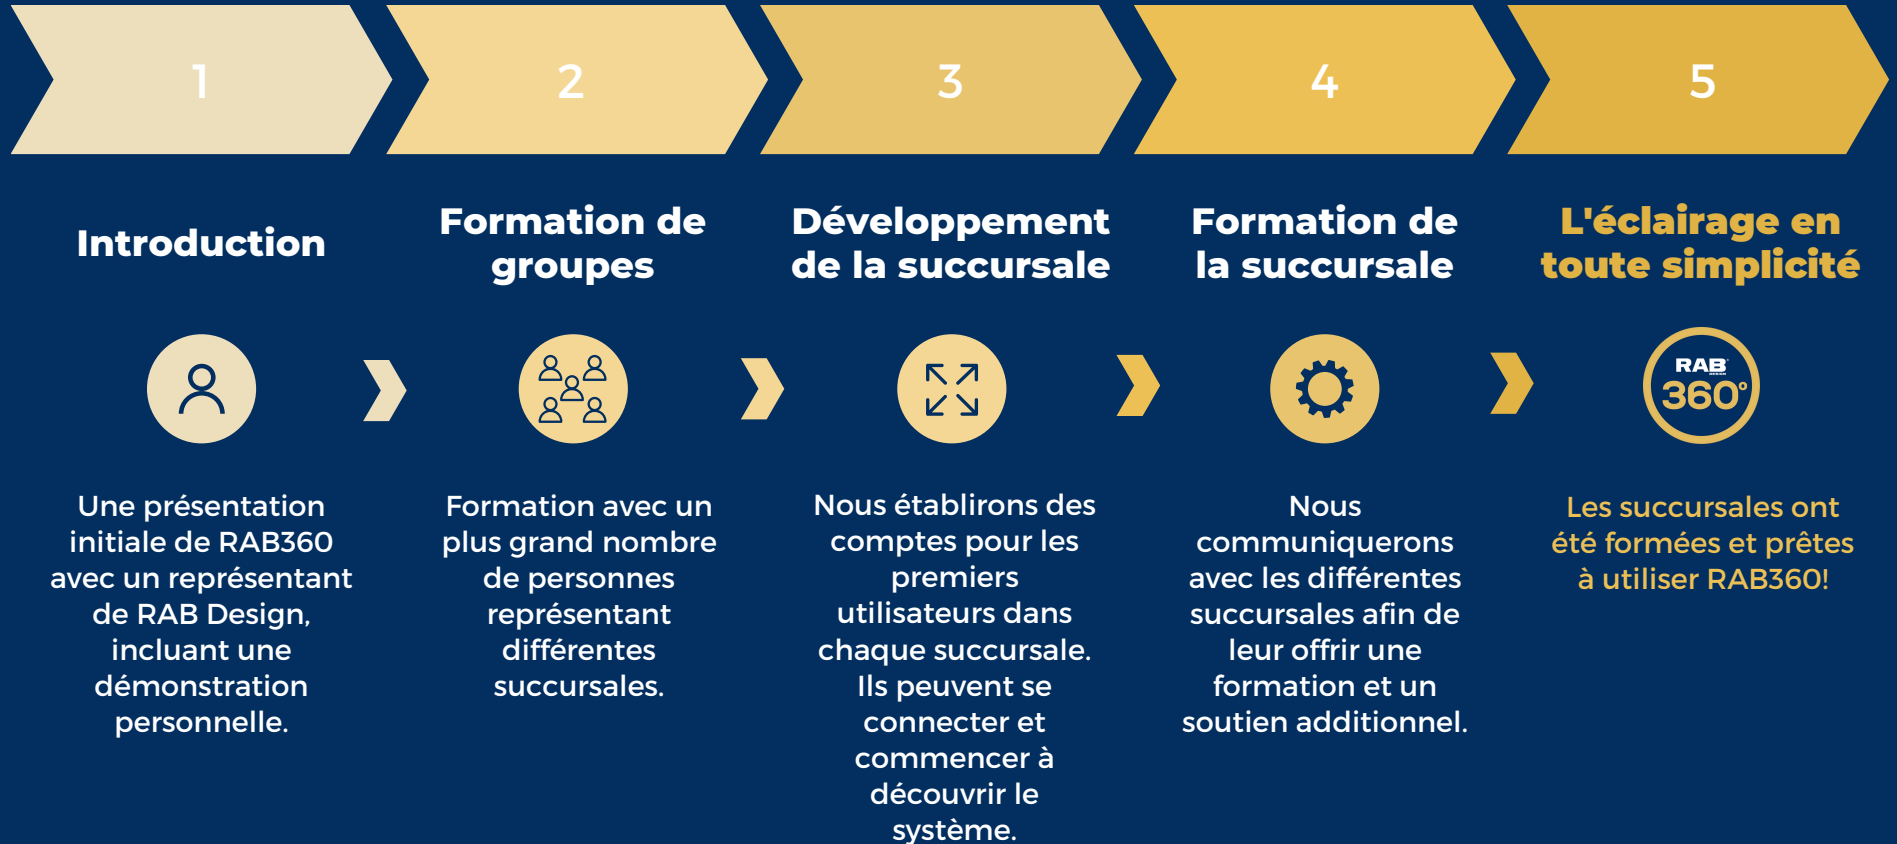 1
2
3
4
5
Introduction
Formation de
groupes
Développement
de la succursale
Formation de
la succursale
L'éclairage en
toute simplicité
RAB
DESIGN
360°
Une présentation
initiale de RAB360
avec un représentant
de RAB Design,
incluant une
démonstration
personnelle.
Formation avec un
plus grand nombre
de personnes
représentant
différentes
succursales.
Nous établirons des
comptes pour les
premiers
utilisateurs dans
chaque succursale.
Ils peuvent se
connecter et
commencer à
découvrir le
système.
Nous
communiquerons
avec les différentes
succursales afin de
leur offrir une
formation et un
soutien additionnel.
Les succursales ont
été formées et prêtes
à utiliser RAB360!